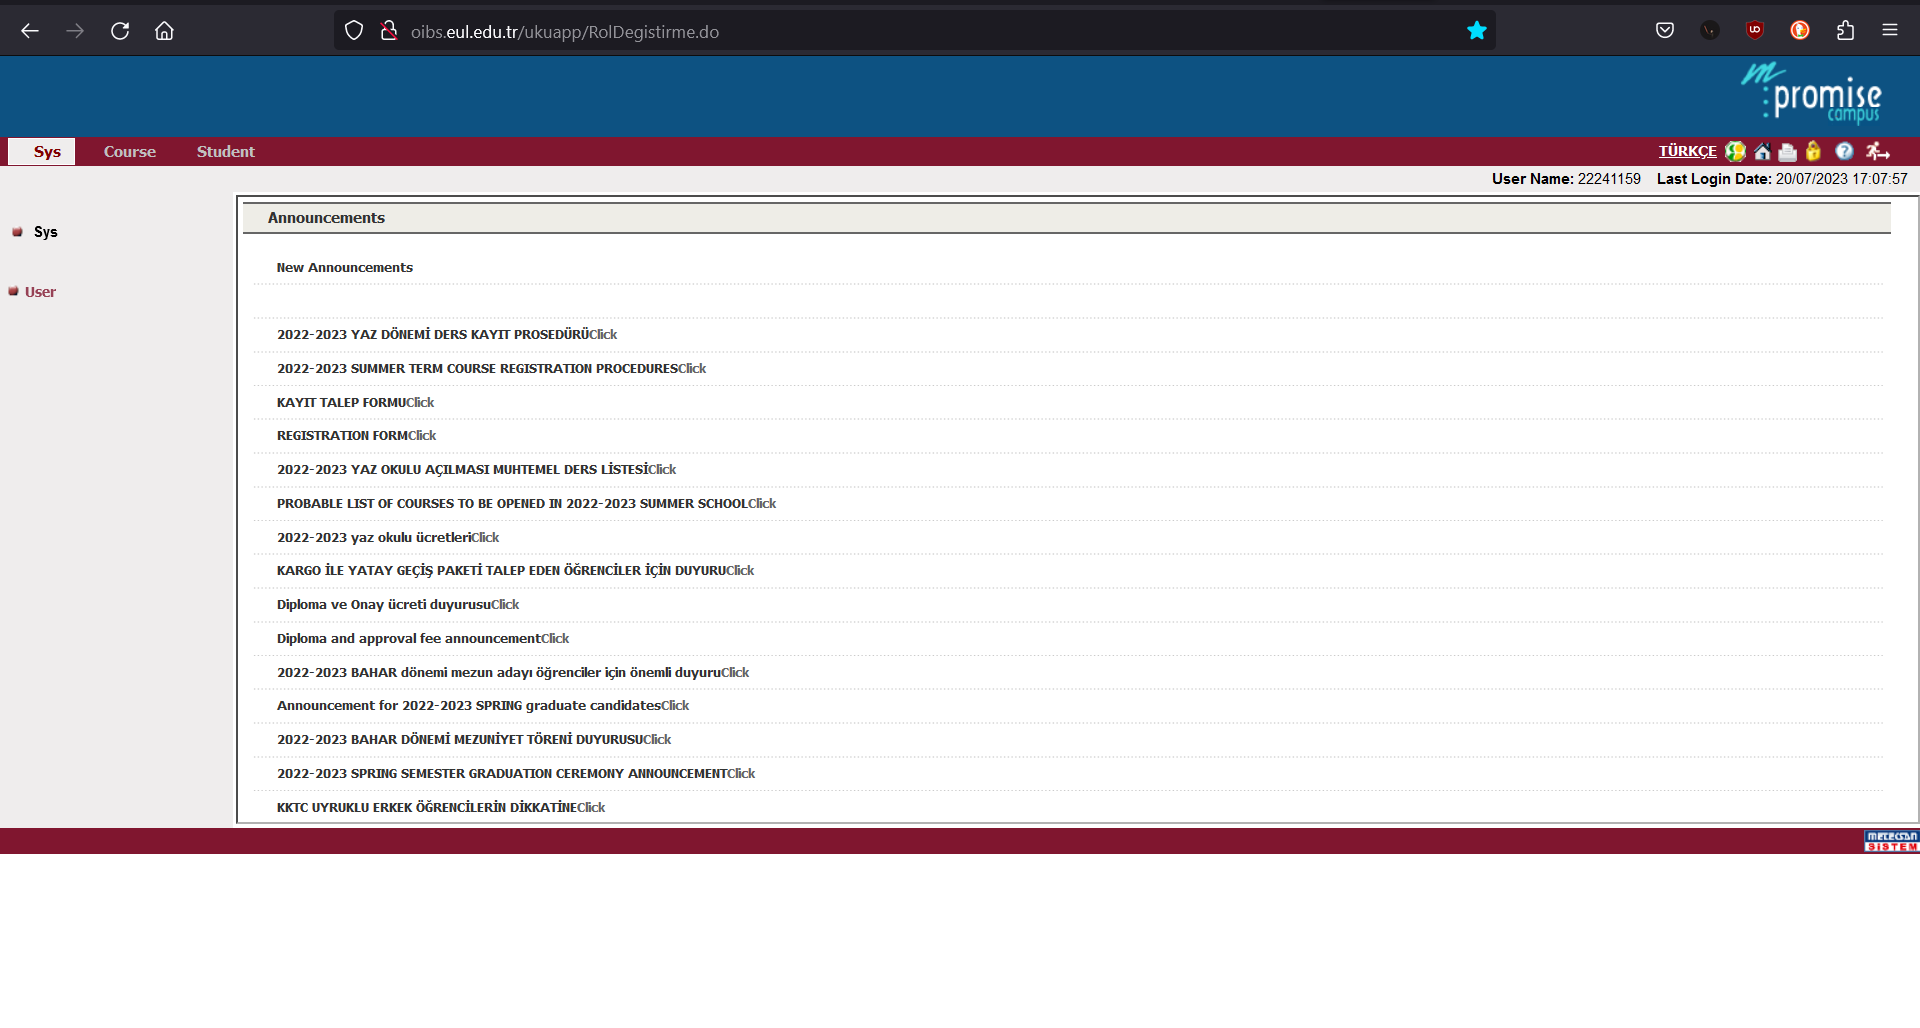 oibs.eul.edu.tr/ukuapp/RolDegistirme.do
m promise campus
Sys Course Student TÜRKÇE
User Name: 22241159 Last Login Date: 20/07/2023 17:07:57
Announcements
Sys
New Announcements
User
2022-2023 YAZ DÖNEMİ DERS KAYIT PROSEDÜRÜClick
2022-2023 SUMMER TERM COURSE REGISTRATION PROCEDURESClick
KAYIT TALEP FORMUClick
REGISTRATION FORMClick
2022-2023 YAZ OKULU AÇILMASI MUHTEMEL DERS LİSTESİClick
PROBABLE LIST OF COURSES TO BE OPENED IN 2022-2023 SUMMER SCHOOLClick
2022-2023 yaz okulu ücretleriClick
KARGO İLE YATAY GEÇİŞ PAKETİ TALEP EDEN ÖĞRENCİLER İÇİN DUYURUClick
Diploma ve Onay ücreti duyurusuClick
Diploma and approval fee announcementClick
2022-2023 BAHAR dönemi mezun adayı öğrenciler için önemli duyuruClick
Announcement for 2022-2023 SPRING graduate candidatesClick
2022-2023 BAHAR DÖNEMİ MEZUNİYET TÖRENİ DUYURUSUClick
2022-2023 SPRING SEMESTER GRADUATION CEREMONY ANNOUNCEMENTClick
KKTC UYRUKLU ERKEK ÖĞRENCİLERİN DİKKATİNEClick
meteksan
SİSTEM